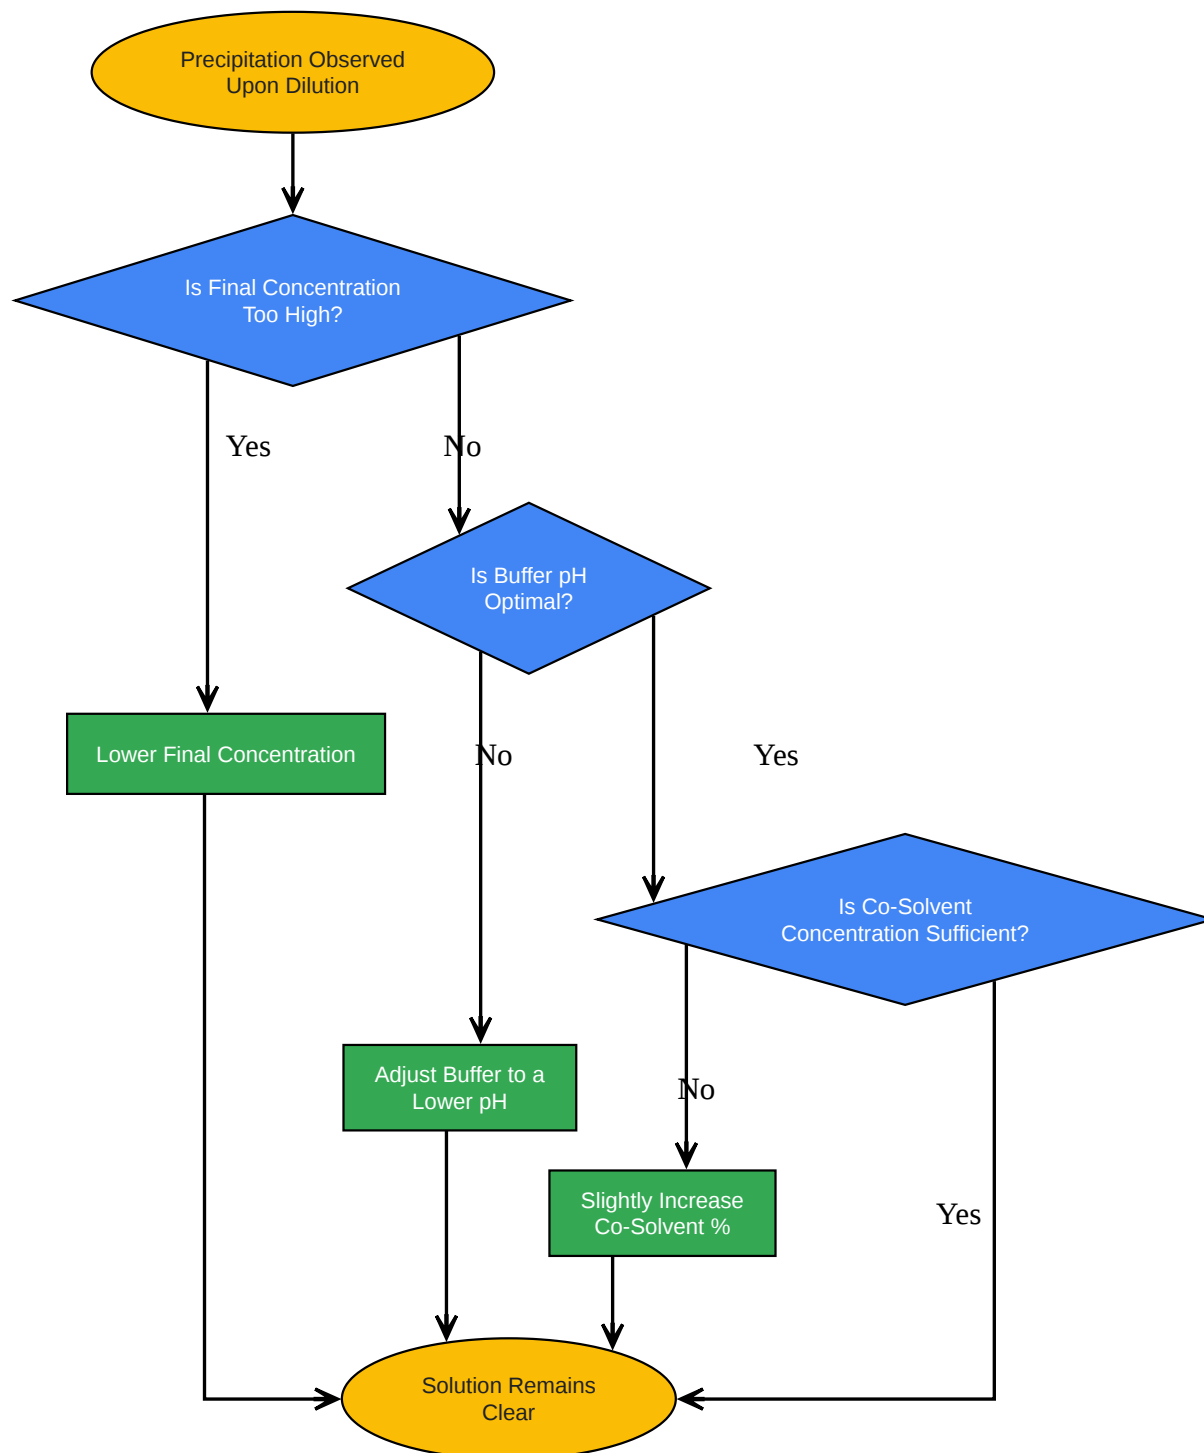 Precipitation Observed
Upon Dilution
Is Final Concentration
Too High?
Yes
No
Is Buffer pH
Optimal?
Lower Final Concentration
No
Yes
Is Co-Solvent
Concentration Sufficient?
Adjust Buffer to a
Lower pH
No
Slightly Increase
Co-Solvent %
Yes
Solution Remains
Clear